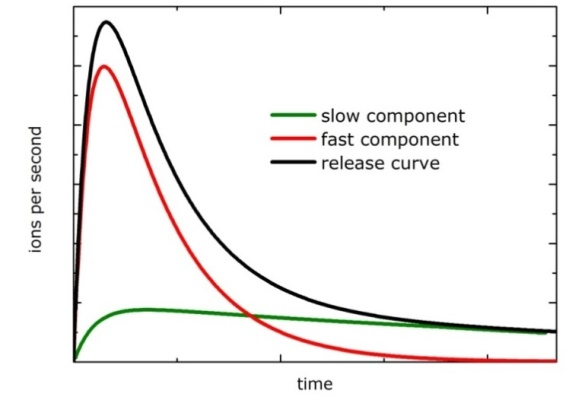 slow component
fast component
release curve
ions per second
time